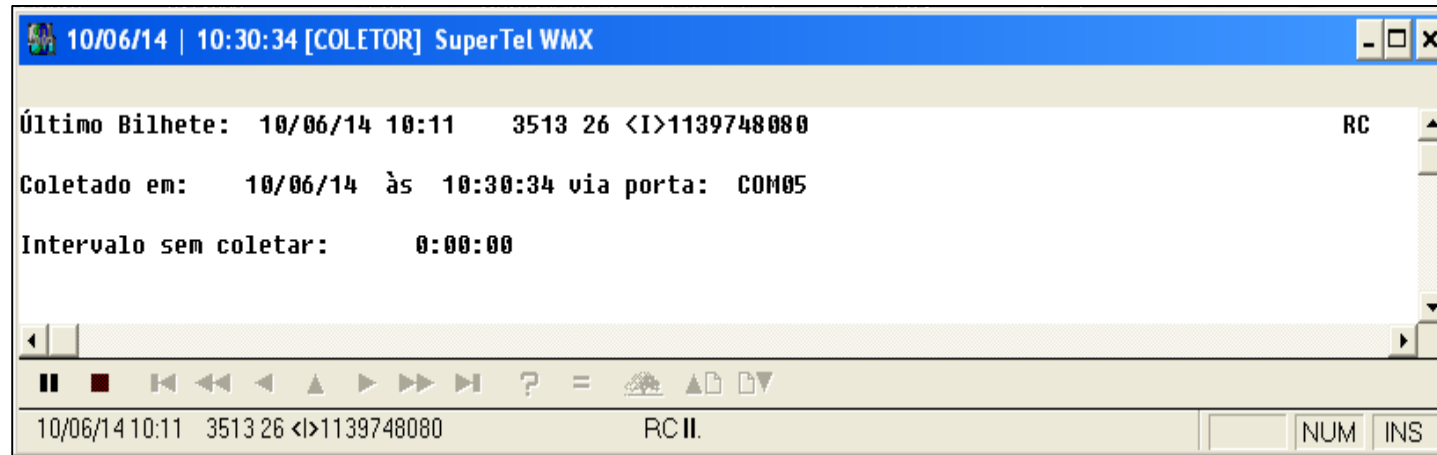 10/06/14 | 10:30:34 [COLETOR] SuperTel WMX
Último Bilhete: 10/06/14 10:11 3513 26 <I>1139748080 RC
Coletado em: 10/06/14 às 10:30:34 via porta: COM05
Intervalo sem coletar: 0:00:00
10/06/14 10:11 3513 26 <I>1139748080 RC II. NUM INS